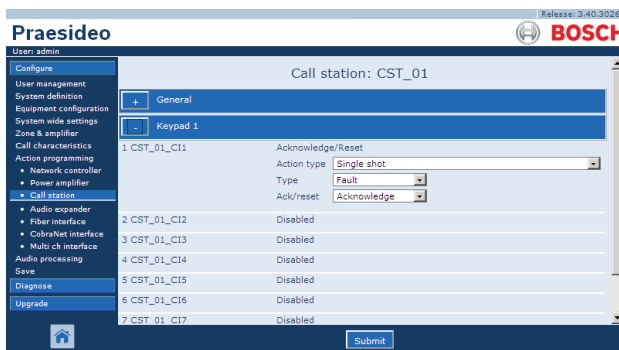 Release: 3.40.3026
Praesideo
BOSCH
User: admin
Configure
User management
System definition
Equipment configuration
System wide settings
Zone & amplifier
Call characteristics
Action programming
• Network controller
• Power amplifier
• Call station
• Audio expander
• Fiber interface
• CobraNet interface
• Multi ch interface
Audio processing
Save
Diagnose
Upgrade
Call station: CST_01
+ General
- Keypad 1
1 CST_01_CI1 Acknowledge/Reset
Action type Single shot
Type Fault
Ack/reset Acknowledge
2 CST_01_CI2 Disabled
3 CST_01_CI3 Disabled
4 CST_01_CI4 Disabled
5 CST_01_CI5 Disabled
6 CST_01_CI6 Disabled
7 CST_01_CI7 Disabled
Submit